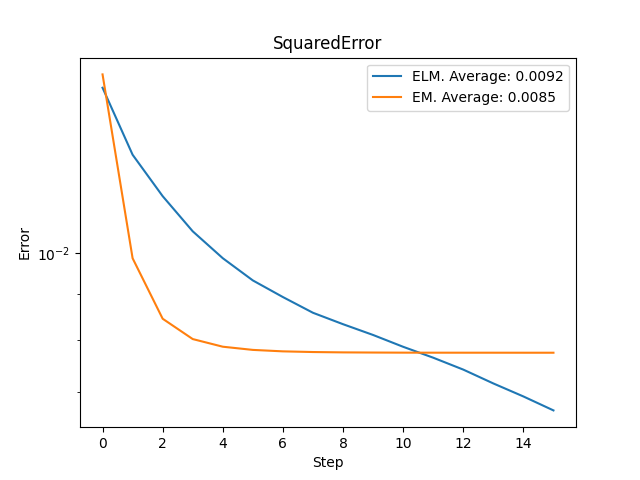 SquaredError
ELM. Average: 0.0092
EM. Average: 0.0085
Error
10⁻²
0 2 4 6 8 10 12 14
Step